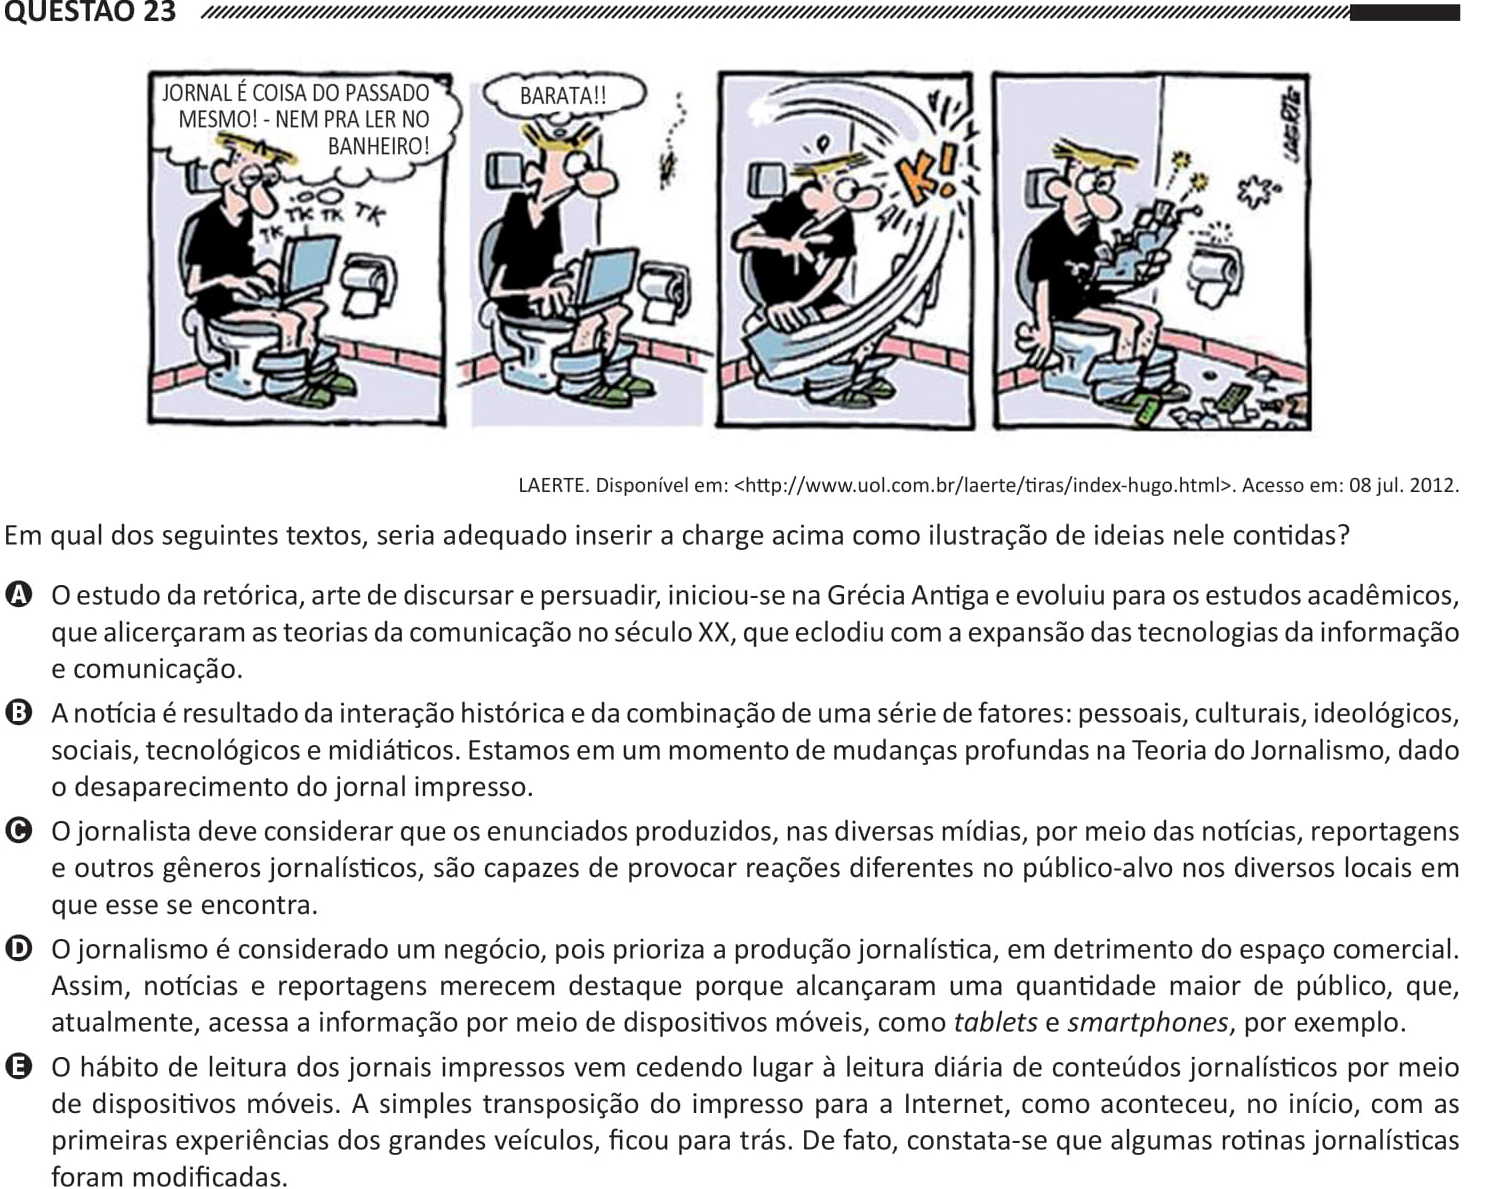 QUESTÃO 23
JORNAL É COISA DO PASSADO
MESMO! - NEM PRA LER NO
BANHEIRO!
TK TK TK
TK
BARATA!!
K!
LAERTE
LAERTE. Disponível em: <http://www.uol.com.br/laerte/tiras/index-hugo.html>. Acesso em: 08 jul. 2012.
Em qual dos seguintes textos, seria adequado inserir a charge acima como ilustração de ideias nele contidas?
A O estudo da retórica, arte de discursar e persuadir, iniciou-se na Grécia Antiga e evoluiu para os estudos acadêmicos,
que alicerçaram as teorias da comunicação no século XX, que eclodiu com a expansão das tecnologias da informação
e comunicação.
B A notícia é resultado da interação histórica e da combinação de uma série de fatores: pessoais, culturais, ideológicos,
sociais, tecnológicos e midiáticos. Estamos em um momento de mudanças profundas na Teoria do Jornalismo, dado
o desaparecimento do jornal impresso.
C O jornalista deve considerar que os enunciados produzidos, nas diversas mídias, por meio das notícias, reportagens
e outros gêneros jornalísticos, são capazes de provocar reações diferentes no público-alvo nos diversos locais em
que esse se encontra.
D O jornalismo é considerado um negócio, pois prioriza a produção jornalística, em detrimento do espaço comercial.
Assim, notícias e reportagens merecem destaque porque alcançaram uma quantidade maior de público, que,
atualmente, acessa a informação por meio de dispositivos móveis, como tablets e smartphones, por exemplo.
E O hábito de leitura dos jornais impressos vem cedendo lugar à leitura diária de conteúdos jornalísticos por meio
de dispositivos móveis. A simples transposição do impresso para a Internet, como aconteceu, no início, com as
primeiras experiências dos grandes veículos, ficou para trás. De fato, constata-se que algumas rotinas jornalísticas
foram modificadas.